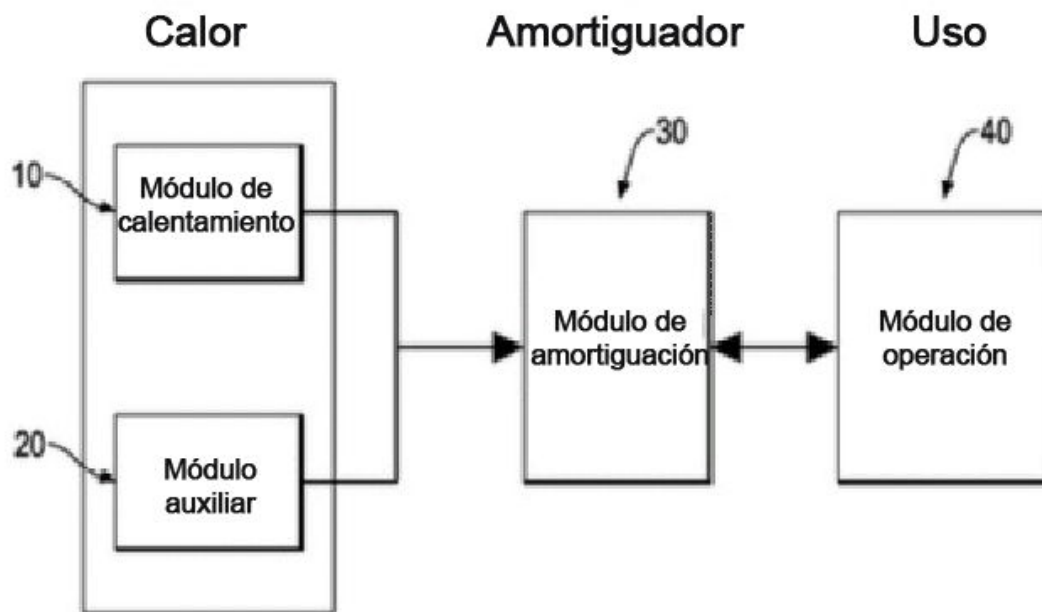 Calor
Amortiguador
Uso
30
40
10
Módulo de
calentamiento
Módulo de
amortiguación
Módulo de
operación
20
Módulo
auxiliar